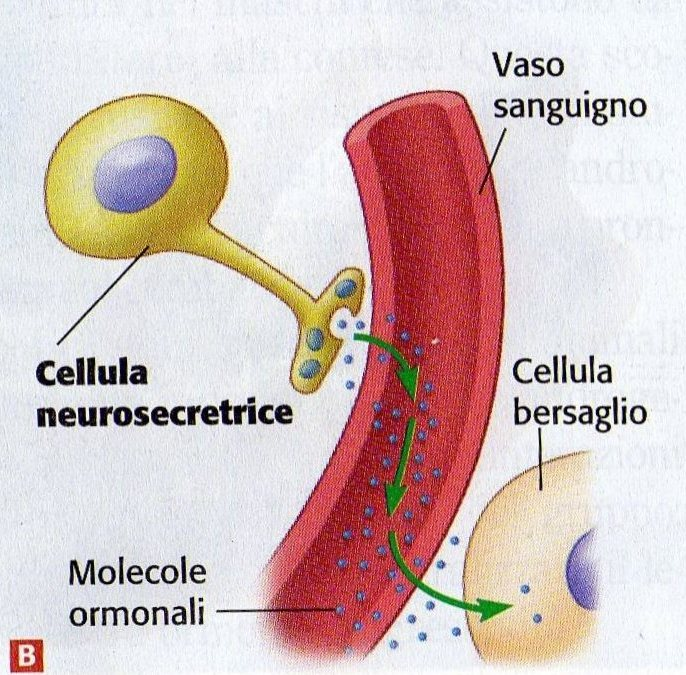 Vaso
sanguigno
Cellula
neurosecretrice
Cellula
bersaglio
Molecole
ormonali
B